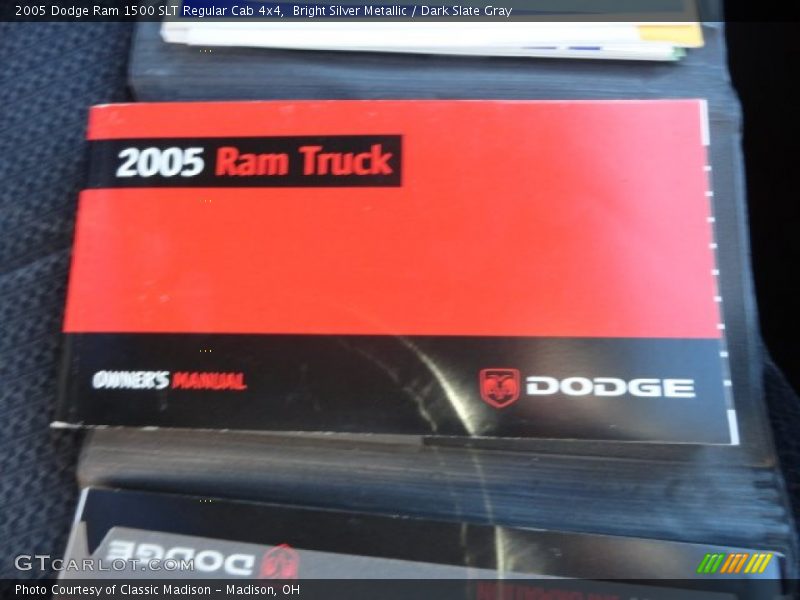 2005 Dodge Ram 1500 SLT Regular Cab 4x4, Bright Silver Metallic / Dark Slate Gray
2005 Ram Truck
OWNER'S MANUAL
DODGE
DODGE
GTCARLOT.COM
Photo Courtesy of Classic Madison - Madison, OH